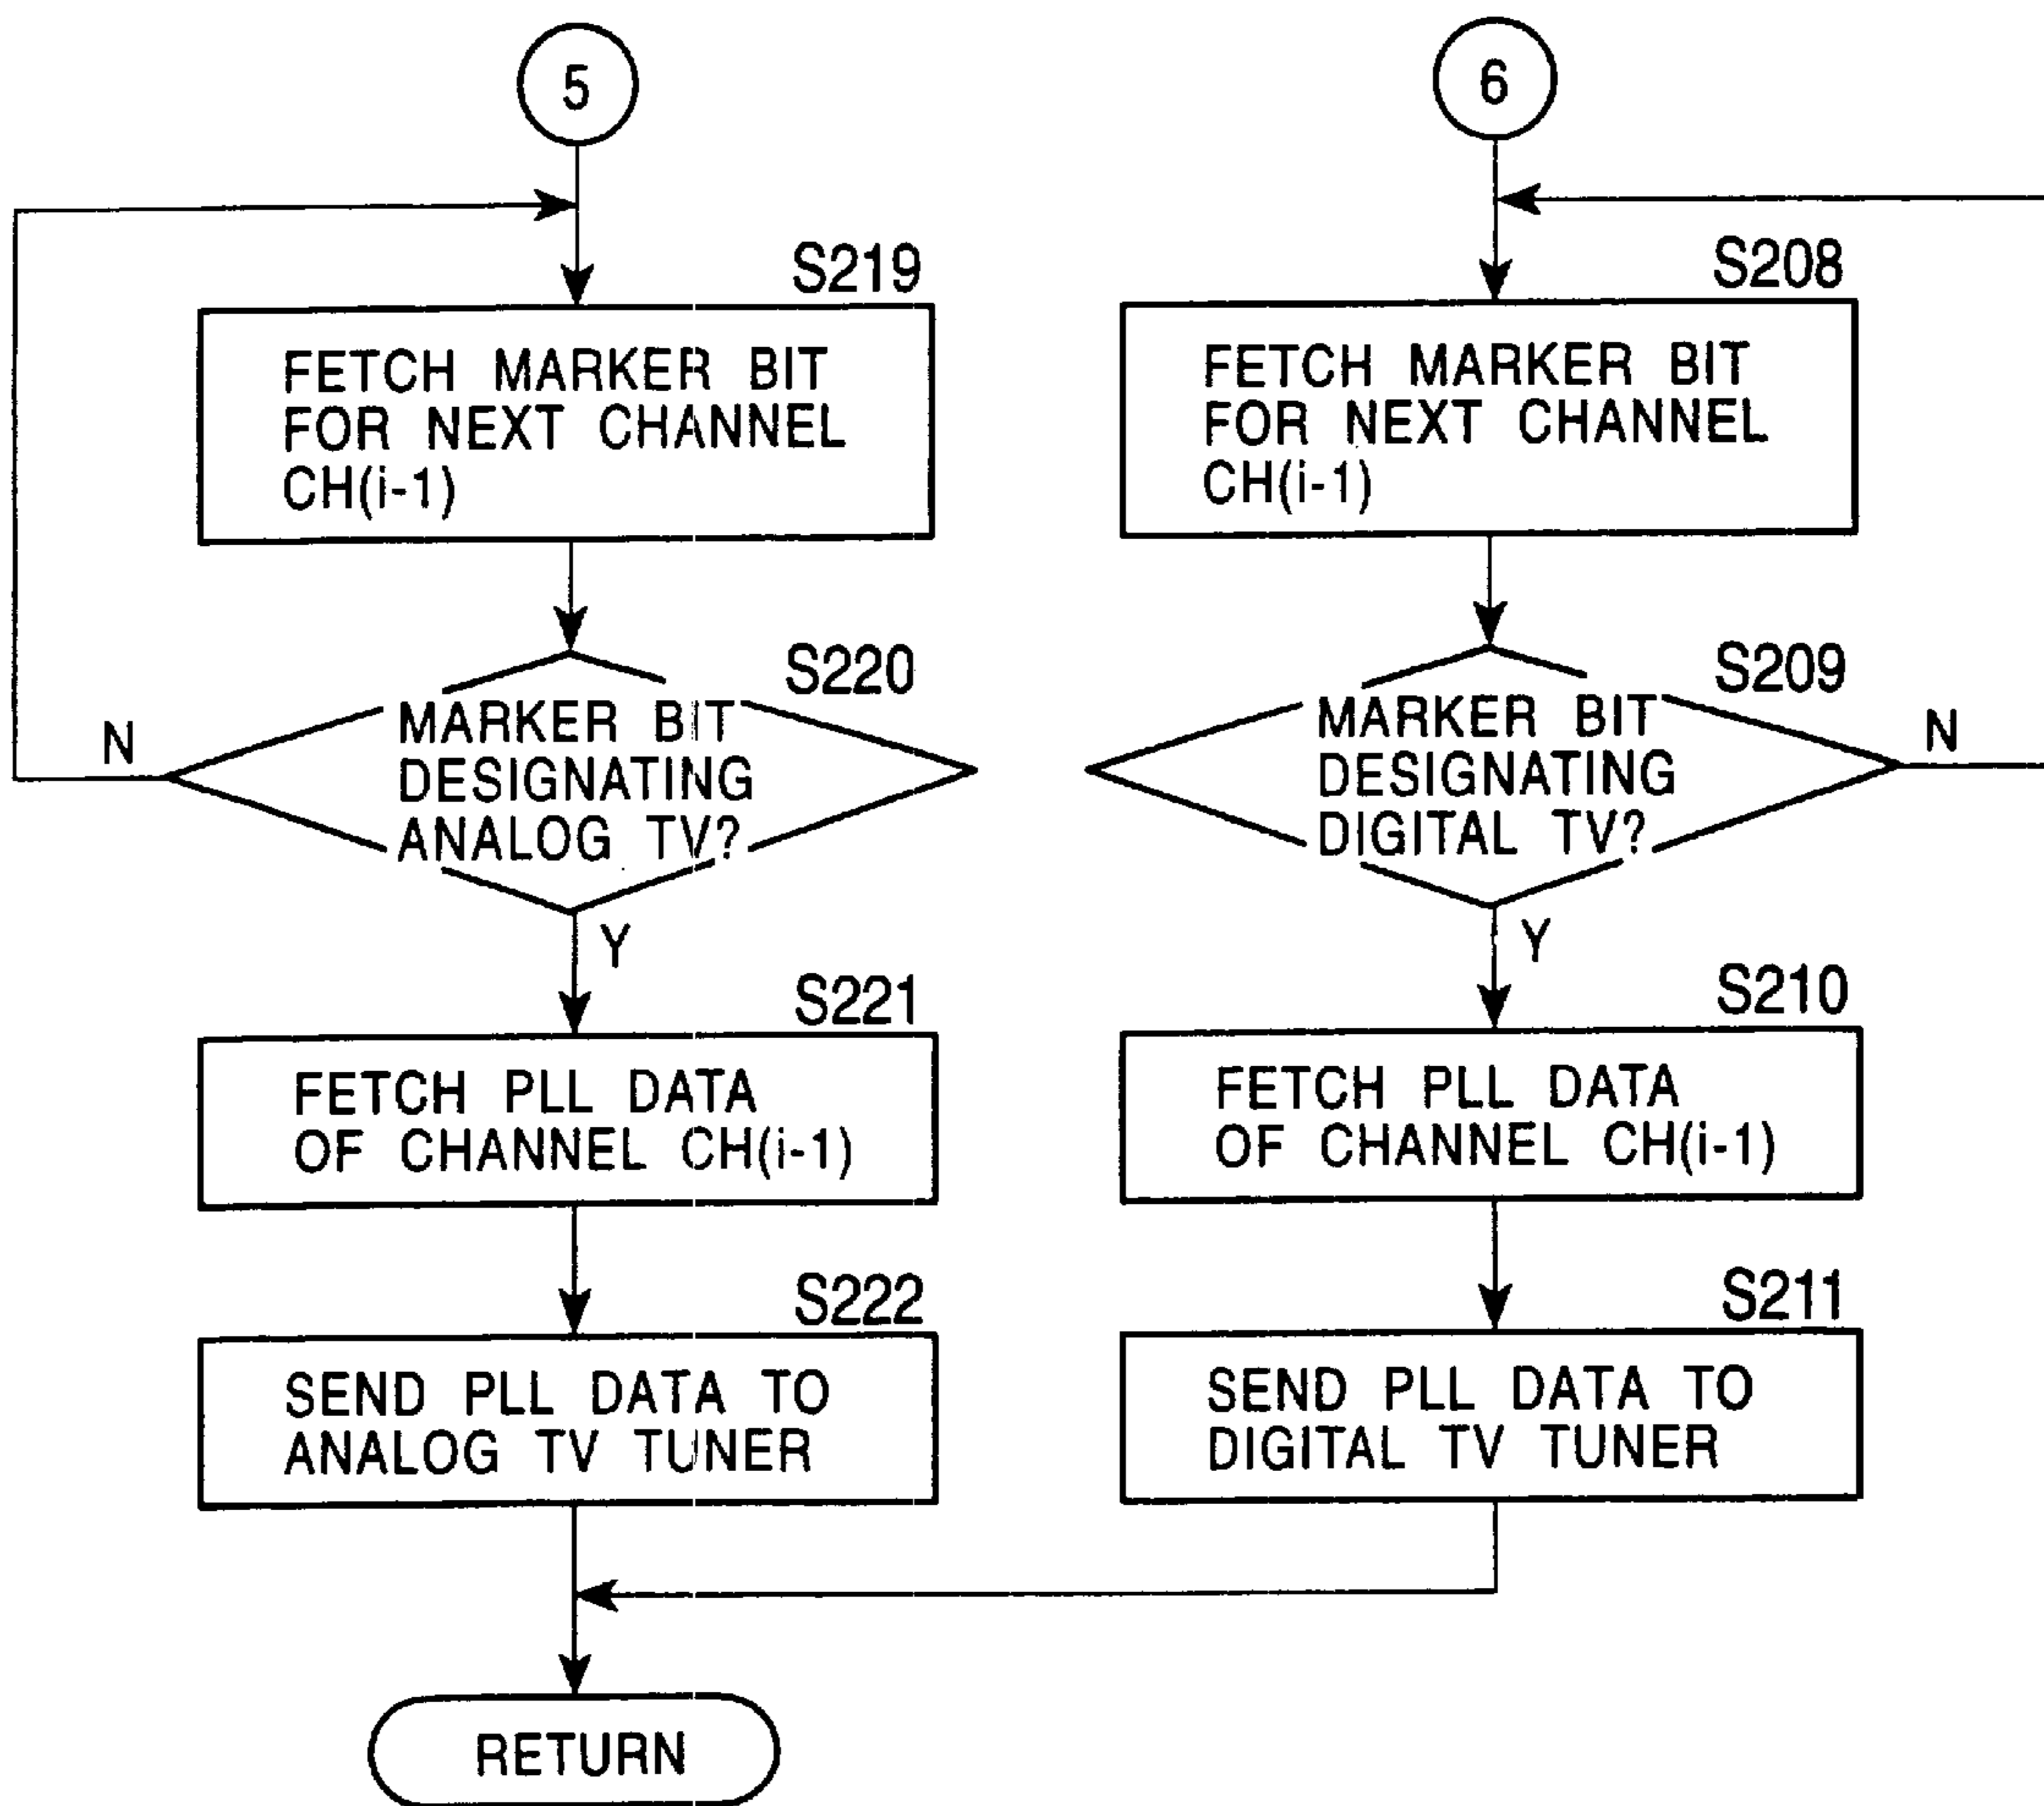 5
S219
FETCH MARKER BIT
FOR NEXT CHANNEL
CH(i-1)
S220
MARKER BIT
DESIGNATING
ANALOG TV?
N
Y
S221
FETCH PLL DATA
OF CHANNEL CH(i-1)
S222
SEND PLL DATA TO
ANALOG TV TUNER
RETURN
6
S208
FETCH MARKER BIT
FOR NEXT CHANNEL
CH(i-1)
S209
MARKER BIT
DESIGNATING
DIGITAL TV?
N
Y
S210
FETCH PLL DATA
OF CHANNEL CH(i-1)
S211
SEND PLL DATA TO
DIGITAL TV TUNER